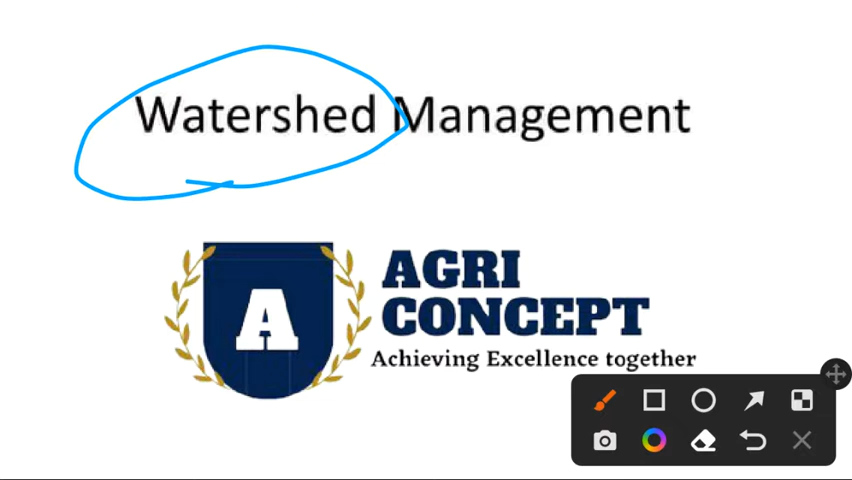 Watershed Management
A
AGRI
CONCEPT
Achieving Excellence together